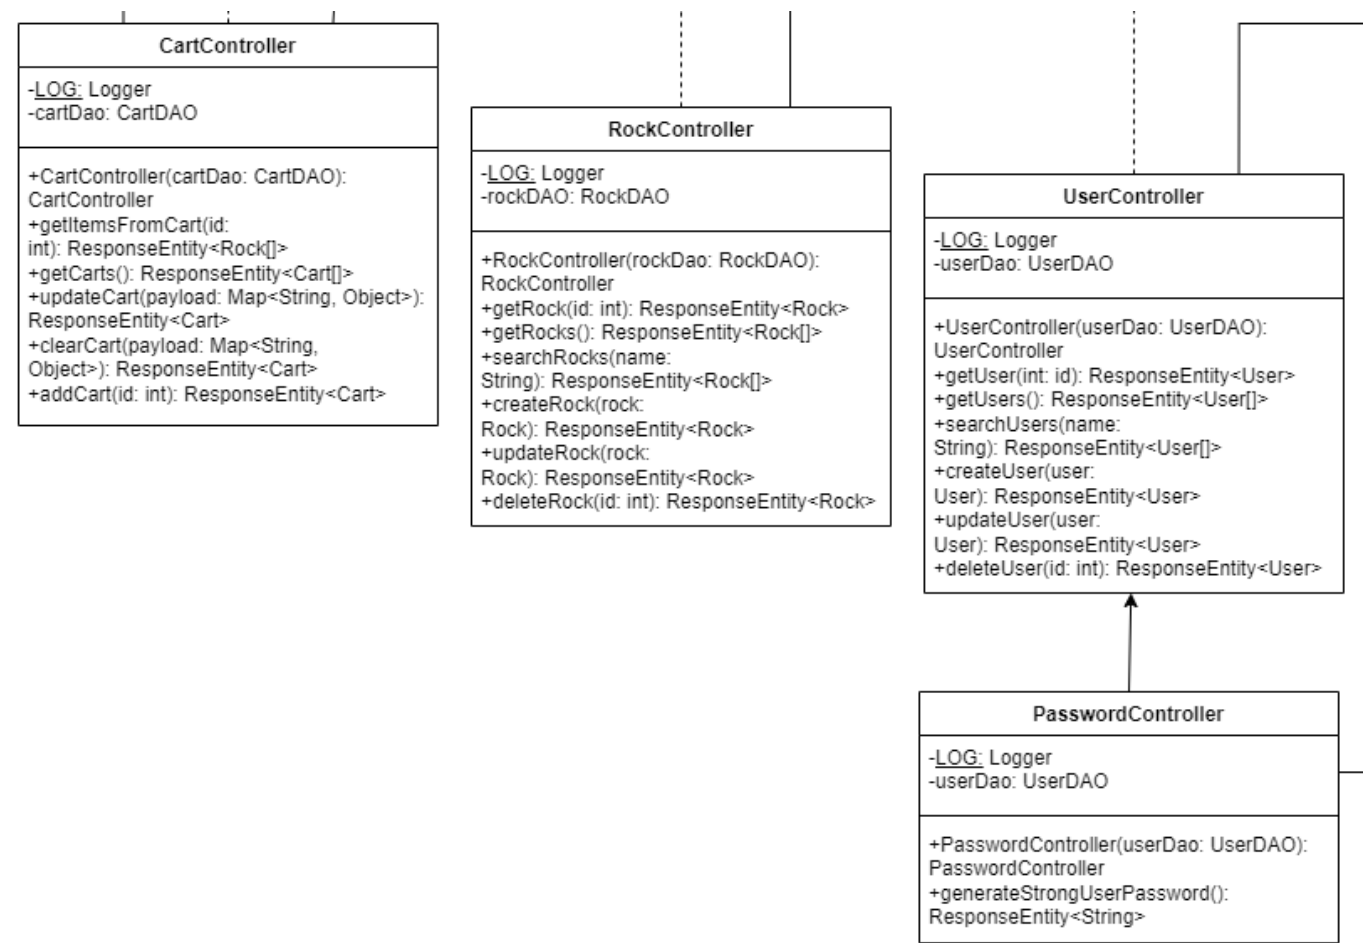 CartController
-LOG: Logger
-cartDao: CartDAO
+CartController(cartDao: CartDAO):
CartController
+getItemsFromCart(id:
int): ResponseEntity<Rock[]>
+getCarts(): ResponseEntity<Cart[]>
+updateCart(payload: Map<String, Object>):
ResponseEntity<Cart>
+clearCart(payload: Map<String,
Object>): ResponseEntity<Cart>
+addCart(id: int): ResponseEntity<Cart>
RockController
-LOG: Logger
-rockDAO: RockDAO
+RockController(rockDao: RockDAO):
RockController
+getRock(id: int): ResponseEntity<Rock>
+getRocks(): ResponseEntity<Rock[]>
+searchRocks(name:
String): ResponseEntity<Rock[]>
+createRock(rock:
Rock): ResponseEntity<Rock>
+updateRock(rock:
Rock): ResponseEntity<Rock>
+deleteRock(id: int): ResponseEntity<Rock>
UserController
-LOG: Logger
-userDao: UserDAO
+UserController(userDao: UserDAO):
UserController
+getUser(int: id): ResponseEntity<User>
+getUsers(): ResponseEntity<User[]>
+searchUsers(name:
String): ResponseEntity<User[]>
+createUser(user:
User): ResponseEntity<User>
+updateUser(user:
User): ResponseEntity<User>
+deleteUser(id: int): ResponseEntity<User>
PasswordController
-LOG: Logger
-userDao: UserDAO
+PasswordController(userDao: UserDAO):
PasswordController
+generateStrongUserPassword():
ResponseEntity<String>